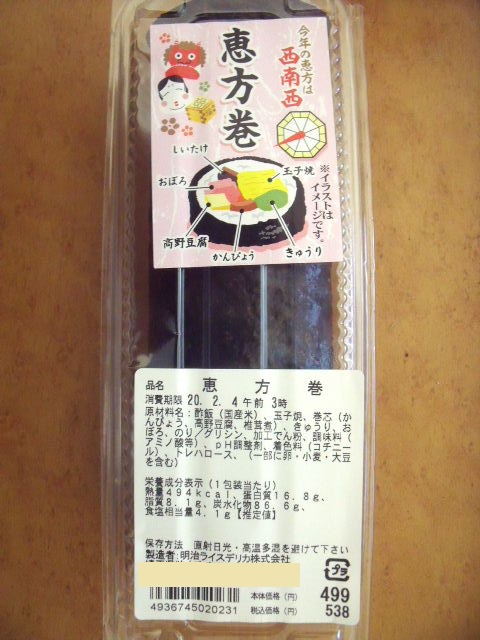 今年の恵方は
西南西
恵方巻
しいたけ
おぼろ
玉子焼
高野豆腐
かんぴょう
きゅうり
※イラストは
イメージです。
品名 恵方巻
消費期限 20. 2. 4午前 3時
原材料名:酢飯(国産米)、玉子焼、巻芯(か
んぴょう、高野豆腐、椎茸煮)、きゅうり、お
ぼろ、のり/グリシン、加工でん粉、調味料(
アミノ酸等)、pH調整剤、着色料(コチニー
ル)、トレハロース、(一部に卵・小麦・大豆
を含む)
栄養成分表示(1包装当たり)
熱量494kcal、蛋白質16.8g、
脂質8.1g、炭水化物86.6g、
食塩相当量4.1g【推定値】
保存方法 直射日光・高温多湿を避けて下さい
製造者:明治ライスデリカ株式会社
プラ
本体価格(円) 499
4936745020231 税込価格(円) 538